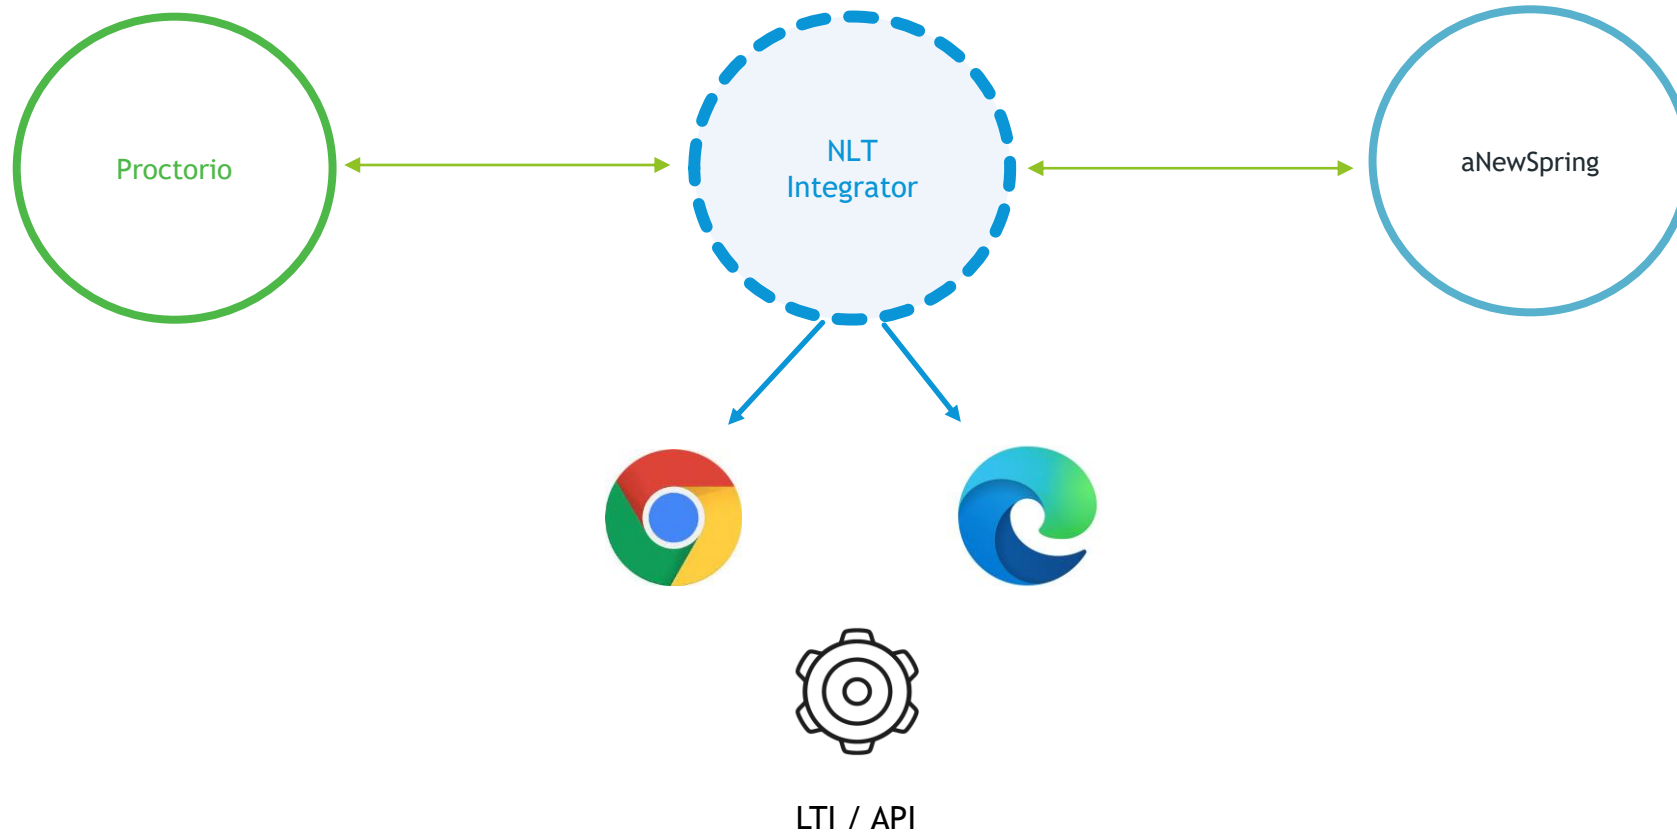 Proctorio
NLT
Integrator
aNewSpring
LTI / API